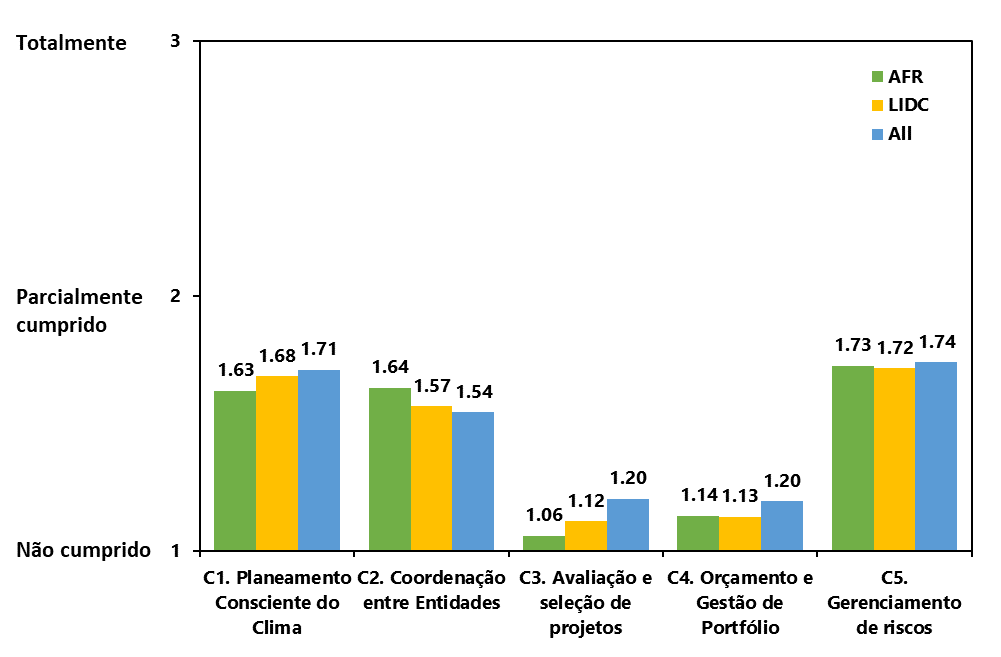 Totalmente
3
AFR
LIDC
All
Parcialmente
cumprido
2
1.63
1.68
1.71
1.64
1.57
1.54
1.06
1.12
1.20
1.14
1.13
1.20
1.73
1.72
1.74
Não cumprido
1
C1. Planeamento
Consciente do
Clima
C2. Coordenação
entre Entidades
C3. Avaliação e
seleção de
projetos
C4. Orçamento e
Gestão de
Portfólio
C5.
Gerenciamento
de riscos